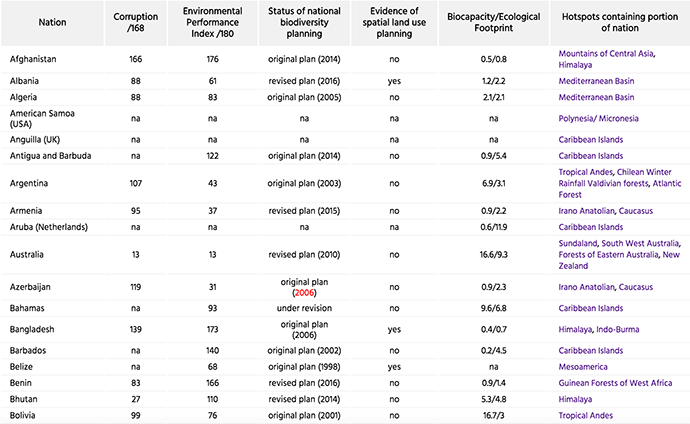 Nation Corruption /168 Environmental Performance Index /180 Status of national biodiversity planning Evidence of spatial land use planning Biocapacity/Ecological Footprint Hotspots containing portion of nation
Afghanistan 166 176 original plan (2014) no 0.5/0.8 Mountains of Central Asia, Himalaya
Albania 88 61 revised plan (2016) yes 1.2/2.2 Mediterranean Basin
Algeria 88 83 original plan (2005) no 2.1/2.1 Mediterranean Basin
American Samoa (USA) na na na na na Polynesia/ Micronesia
Anguilla (UK) na na na na na Caribbean Islands
Antigua and Barbuda na 122 original plan (2014) no 0.9/5.4 Caribbean Islands
Argentina 107 43 original plan (2003) no 6.9/3.1 Tropical Andes, Chilean Winter Rainfall Valdivian forests, Atlantic Forest
Armenia 95 37 revised plan (2015) no 0.9/2.2 Irano Anatolian, Caucasus
Aruba (Netherlands) na na na na 0.6/11.9 Caribbean Islands
Australia 13 13 revised plan (2010) no 16.6/9.3 Sundaland, South West Australia, Forests of Eastern Australia, New Zealand
Azerbaijan 119 31 original plan (2006) no 0.9/2.3 Irano Anatolian, Caucasus
Bahamas na 93 under revision no 9.6/6.8 Caribbean Islands
Bangladesh 139 173 original plan (2006) yes 0.4/0.7 Himalaya, Indo-Burma
Barbados na 140 original plan (2002) no 0.2/4.5 Caribbean Islands
Belize na 68 original plan (1998) yes na Mesoamerica
Benin 83 166 revised plan (2016) no 0.9/1.4 Guinean Forests of West Africa
Bhutan 27 110 revised plan (2014) no 5.3/4.8 Himalaya
Bolivia 99 76 original plan (2001) no 16.7/3 Tropical Andes